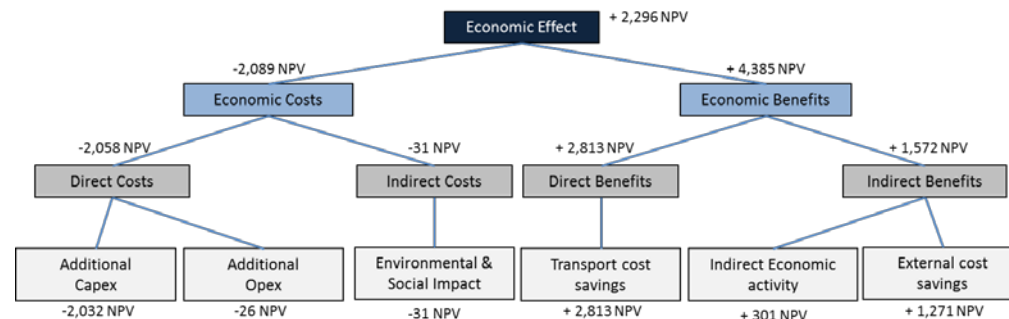 Economic Effect
+ 2,296 NPV
-2,089 NPV
+ 4,385 NPV
Economic Costs
Economic Benefits
-2,058 NPV
-31 NPV
+ 2,813 NPV
+ 1,572 NPV
Direct Costs
Indirect Costs
Direct Benefits
Indirect Benefits
Additional
Capex
Additional
Opex
Environmental &
Social Impact
Transport cost
savings
Indirect Economic
activity
External cost
savings
-2,032 NPV
-26 NPV
-31 NPV
+ 2,813 NPV
+ 301 NPV
+ 1,271 NPV